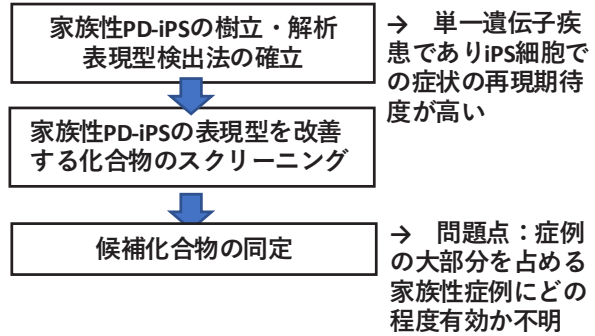 家族性PD-iPSの樹立・解析
表現型検出法の確立
→　単一遺伝子疾
患でありiPS細胞で
の症状の再現期待
度が高い
家族性PD-iPSの表現型を改善
する化合物のスクリーニング
候補化合物の同定
→　問題点：症例
の大部分を占める
家族性症例にどの
程度有効か不明